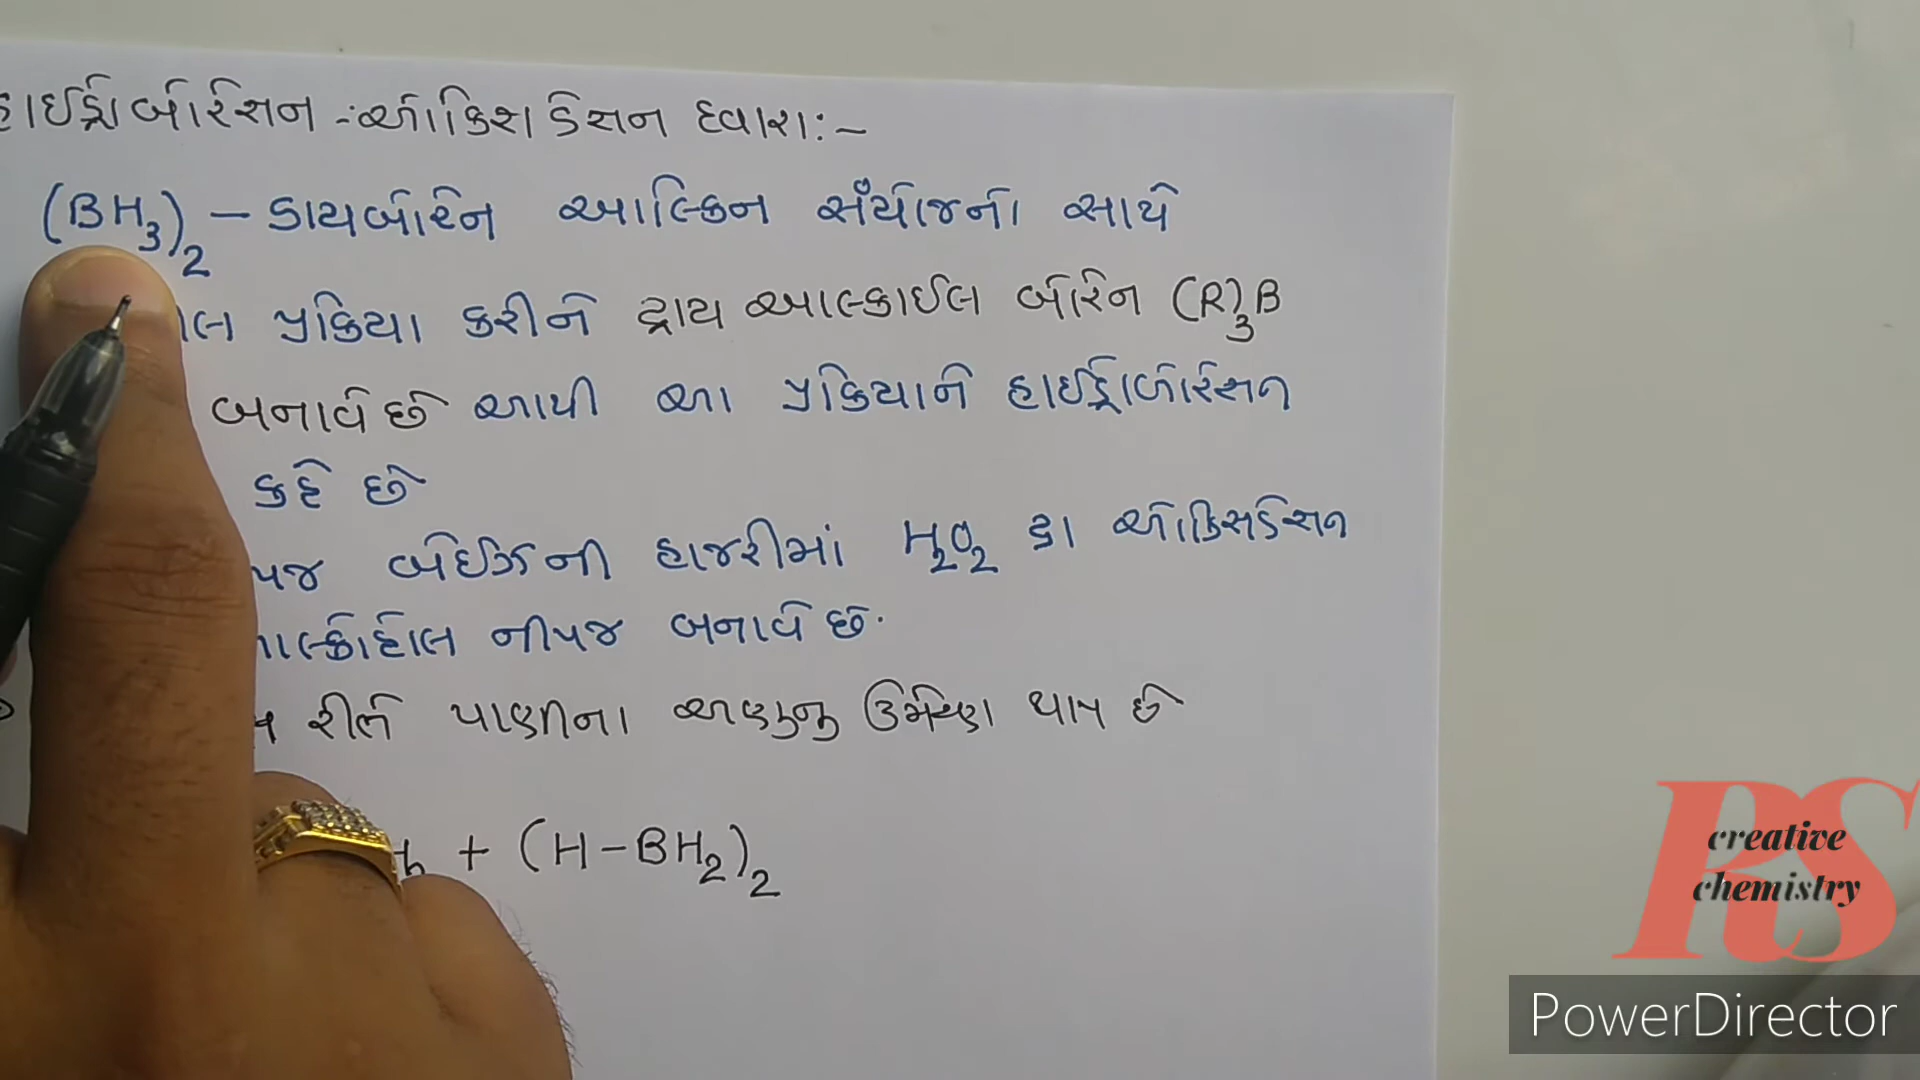 હાઈડ્રોબોરેશન -ઓક્સિડેશન દ્વારા:-
(BH3)2 - ડાયબોરેન આલ્કિન સંયોજનો સાથે
પ્રક્રિયા કરીને ટ્રાય આલ્કાઈલ બોરેન (R)3B
બનાવે છે આથી આ પ્રક્રિયાને હાઈડ્રોબોરેશન
કહે છે
બેઈઝની હાજરીમાં H2O2 દ્રા ઓક્સિડેશન
નીપજ બનાવે છે.
રીતે પાણીના અણુનુ ઉમેરણ થાય છે
+ (H-BH2)2
RS
creative
chemistry
PowerDirector